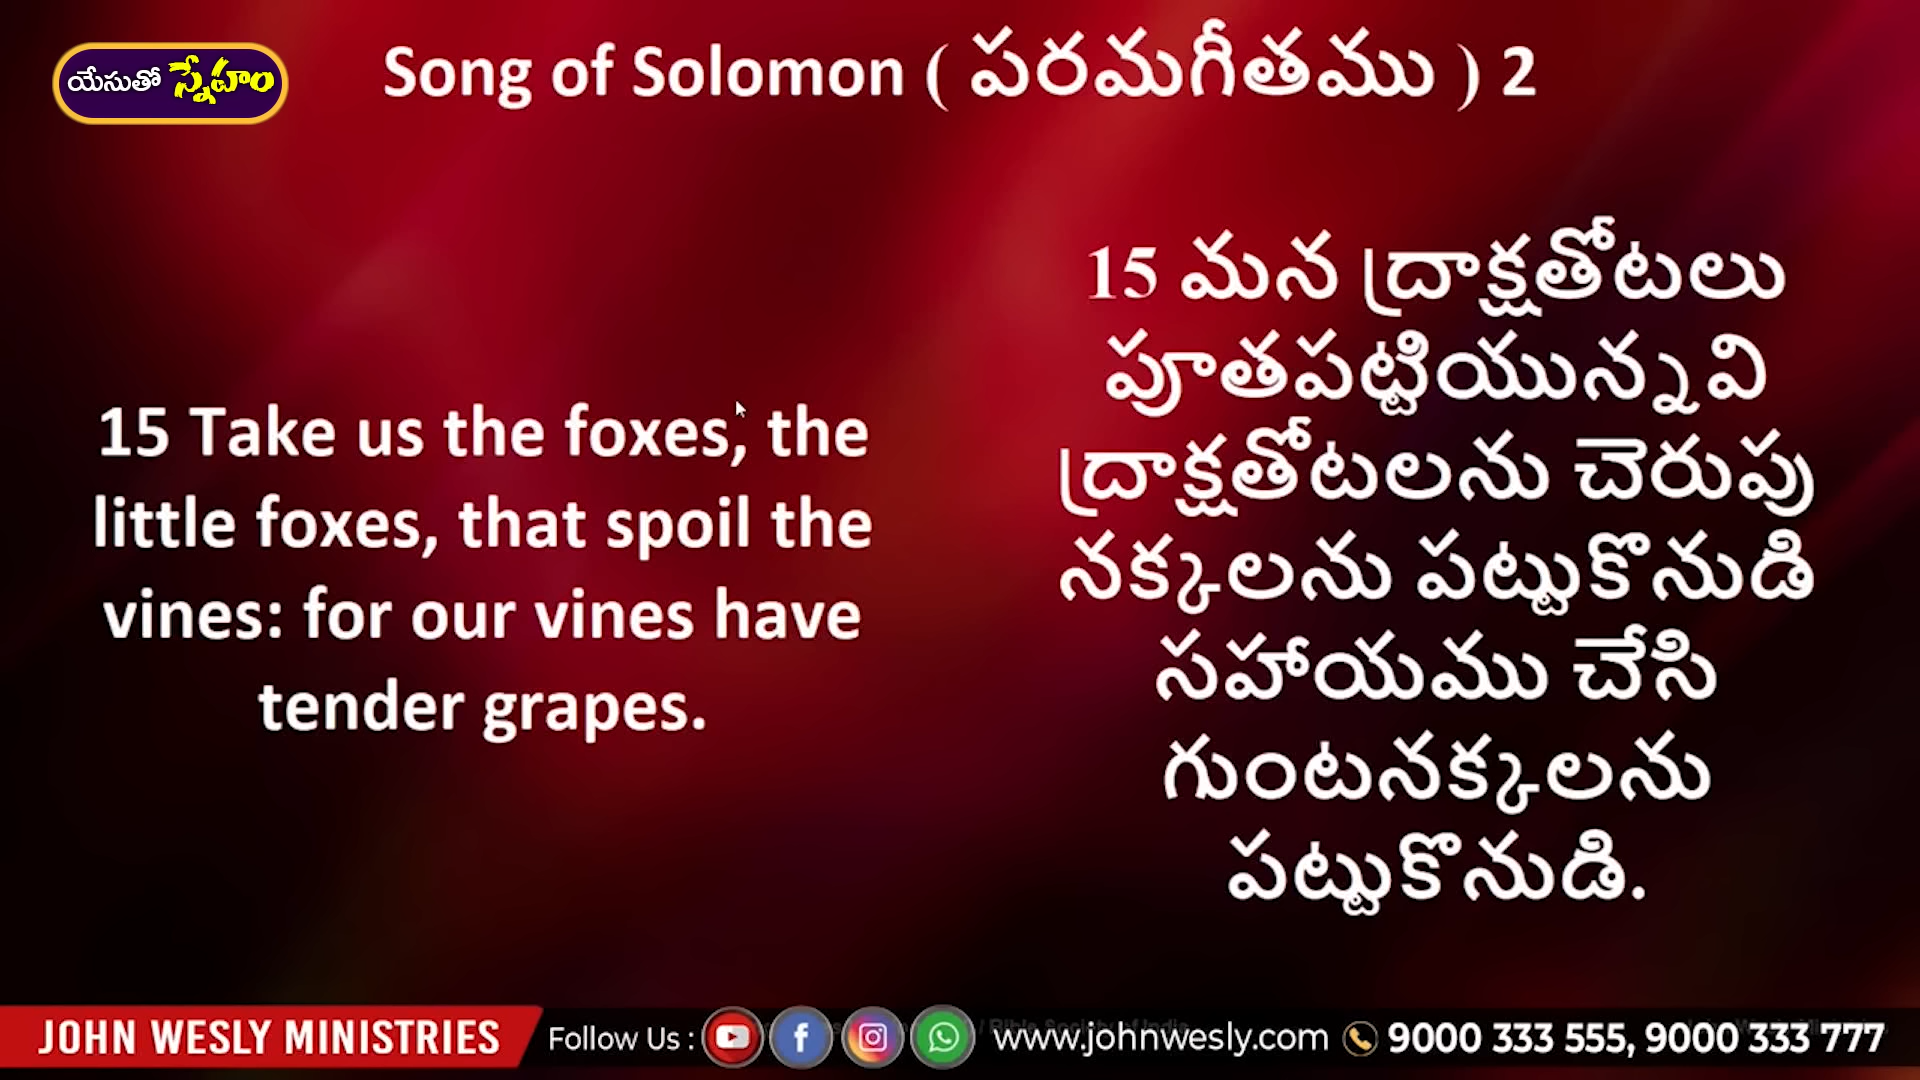 యేసుతో స్నేహం
Song of Solomon ( పరమగీతము ) 2
15 Take us the foxes, the
little foxes, that spoil the
vines: for our vines have
tender grapes.
15 మన ద్రాక్షతోటలు
పూతపట్టియున్నవి
ద్రాక్షతోటలను చెరుపు
నక్కలను పట్టుకొనుడి
సహాయము చేసి
గుంటనక్కలను
పట్టుకొనుడి.
JOHN WESLY MINISTRIES
Follow Us :
www.johnwesly.com
9000 333 555, 9000 333 777